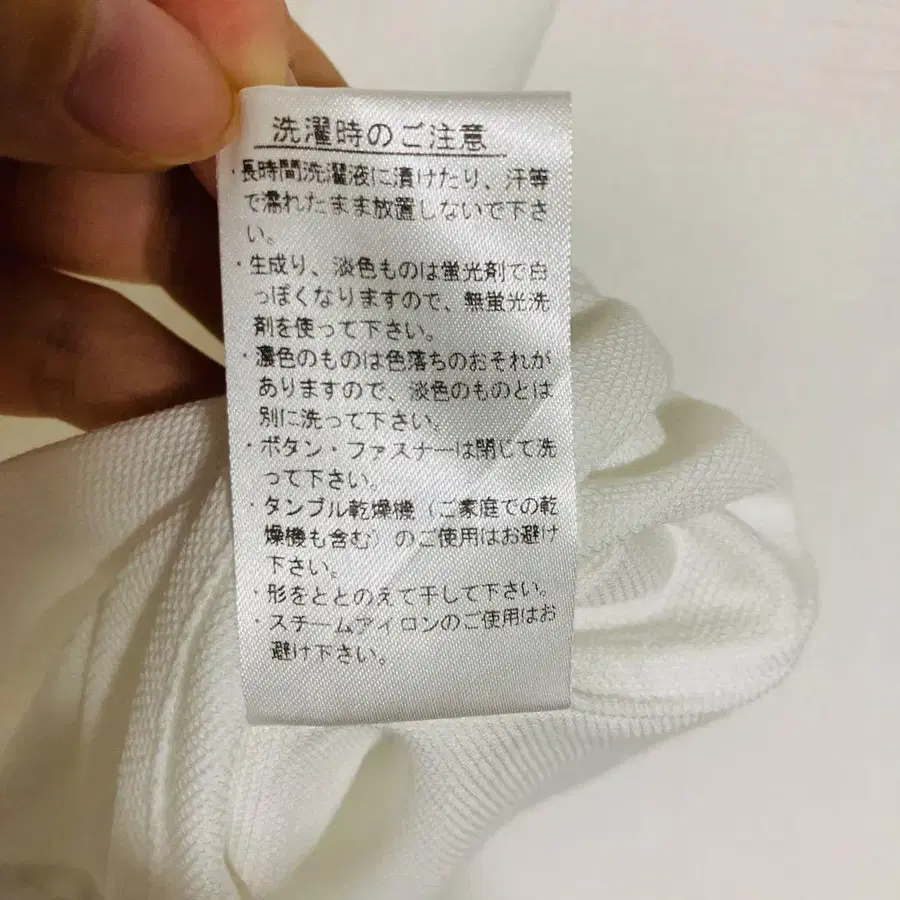 洗濯時のご注意
・長時間洗濯液に漬けたり、汗等
で濡れたまま放置しないで下さ
い。
・生成り、淡色ものは蛍光剤で白
っぽくなりますので、無蛍光洗
剤を使って下さい。
・濃色のものは色落ちのおそれが
ありますので、淡色のものとは
別に洗って下さい。
・ボタン・ファスナーは閉じて洗
って下さい。
・タンブル乾燥機（ご家庭での乾
燥機も含む）のご使用はお避け
下さい。
・形をととのえて干して下さい。
・スチームアイロンのご使用はお
避け下さい。